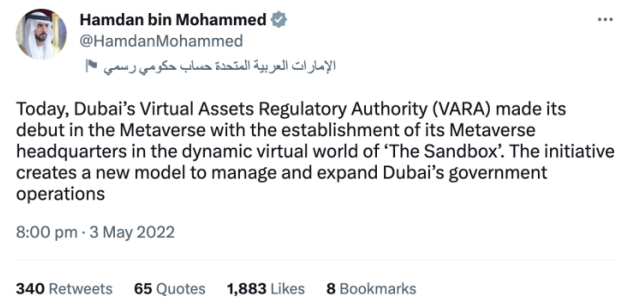 Hamdan bin Mohammed
@HamdanMohammed
الإمارات العربية المتحدة حساب حكومي رسمي
Today, Dubai’s Virtual Assets Regulatory Authority (VARA) made its
debut in the Metaverse with the establishment of its Metaverse
headquarters in the dynamic virtual world of ‘The Sandbox’. The initiative
creates a new model to manage and expand Dubai’s government
operations
8:00 pm · 3 May 2022
340 Retweets 65 Quotes 1,883 Likes 8 Bookmarks